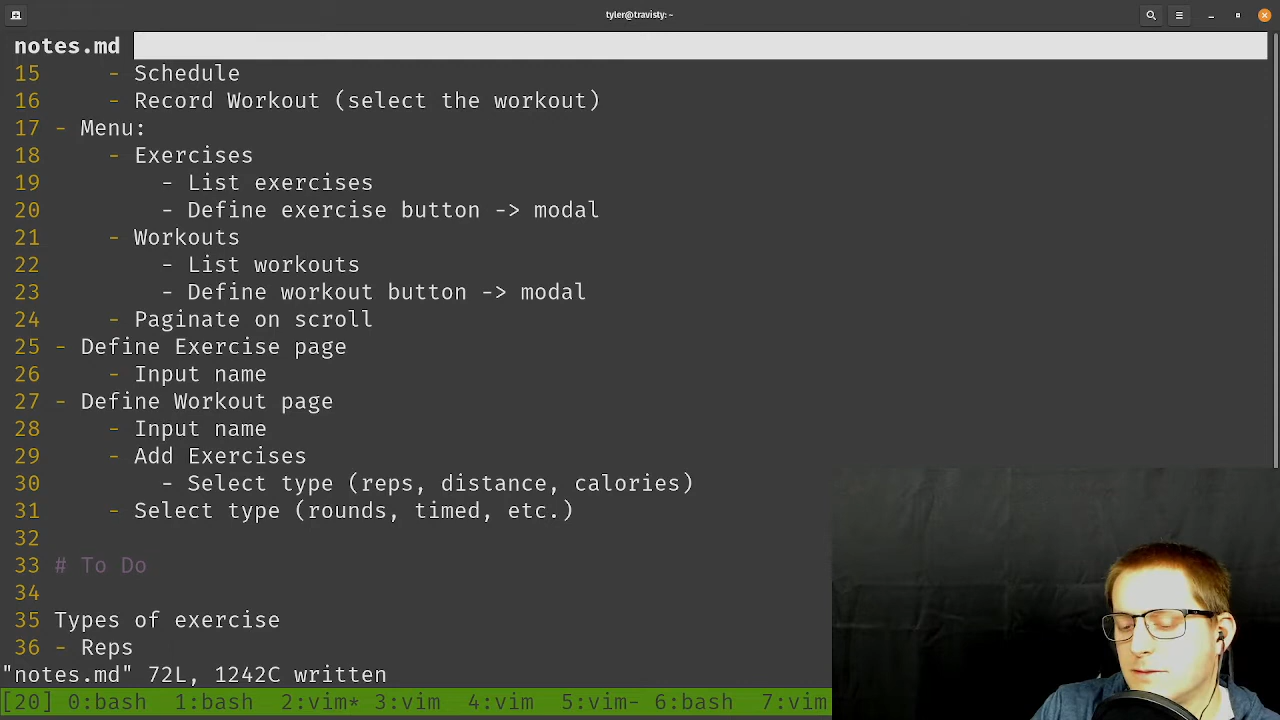 tyler@travisty: ~
notes.md
15 - Schedule
16 - Record Workout (select the workout)
17 - Menu:
18 - Exercises
19 - List exercises
20 - Define exercise button -> modal
21 - Workouts
22 - List workouts
23 - Define workout button -> modal
24 - Paginate on scroll
25 - Define Exercise page
26 - Input name
27 - Define Workout page
28 - Input name
29 - Add Exercises
30 - Select type (reps, distance, calories)
31 - Select type (rounds, timed, etc.)
32
33 # To Do
34
35 Types of exercise
36 - Reps
"notes.md" 72L, 1242C written
[20] 0:bash 1:bash 2:vim* 3:vim 4:vim 5:vim- 6:bash 7:vim